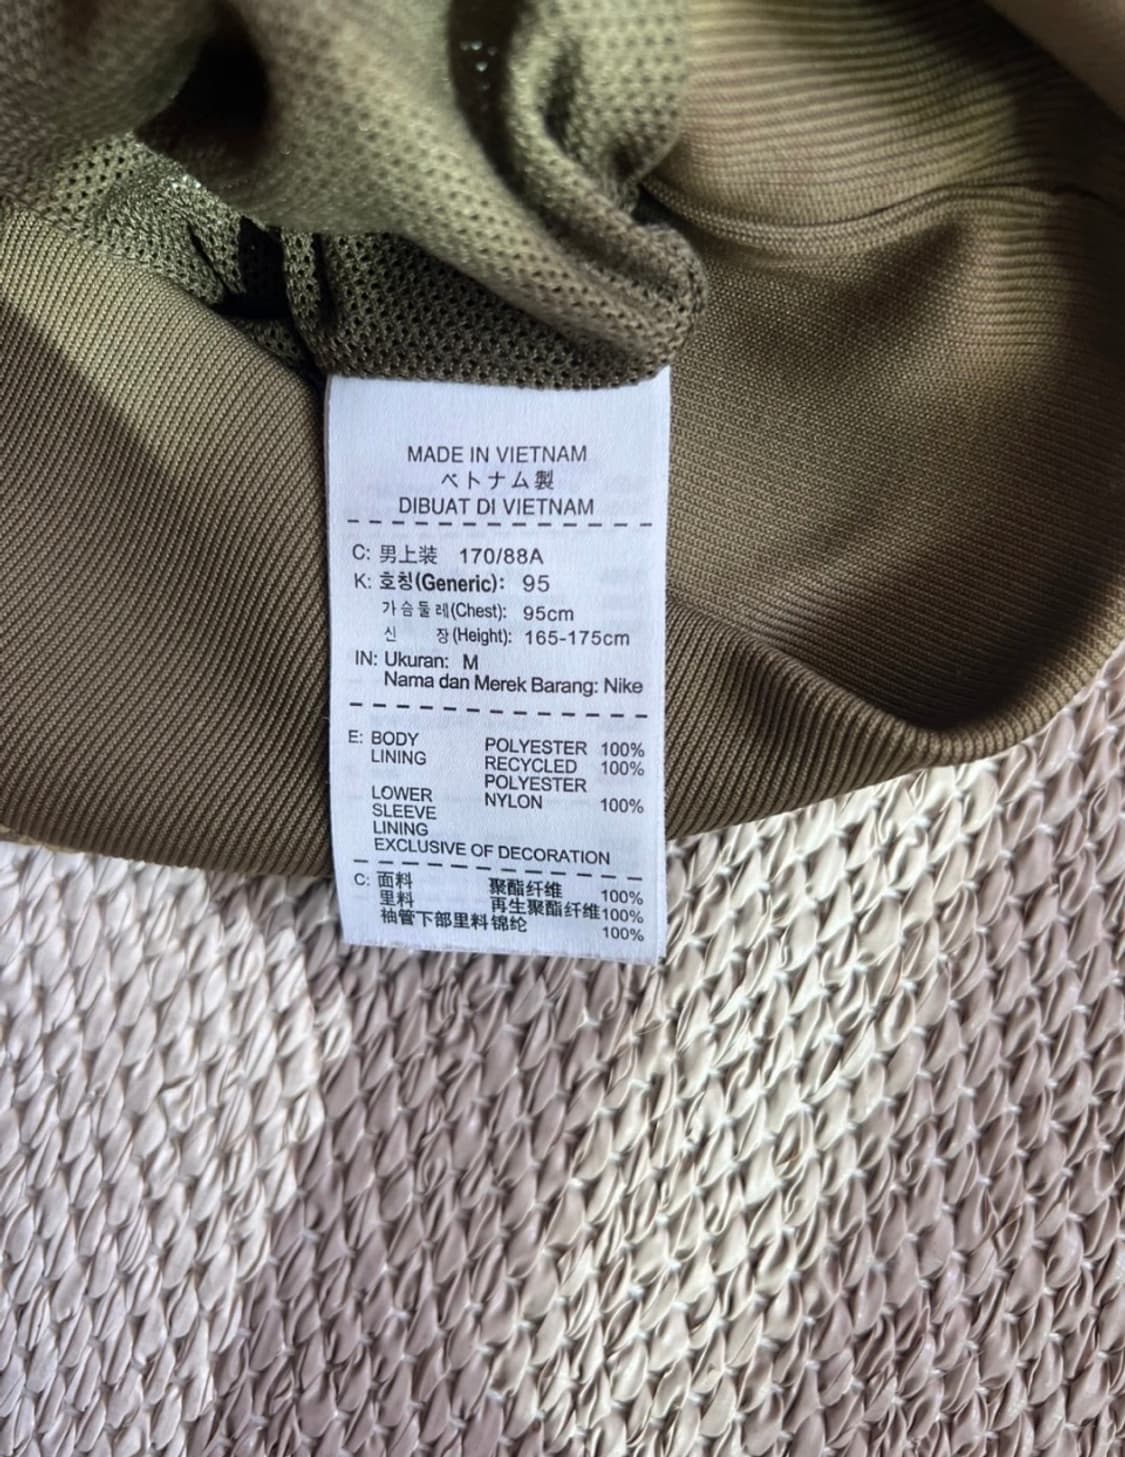 MADE IN VIETNAM
ベトナム製
DIBUAT DI VIETNAM
C: 男上装 170/88A
K: 호칭(Generic): 95
가슴둘레(Chest): 95cm
신 장(Height): 165-175cm
IN: Ukuran: M
Nama dan Merek Barang: Nike
E: BODY POLYESTER 100%
LINING RECYCLED 100%
POLYESTER
LOWER NYLON 100%
SLEEVE
LINING
EXCLUSIVE OF DECORATION
C: 面料 聚酯纤维 100%
里料 再生聚酯纤维100%
袖管下部里料锦纶 100%